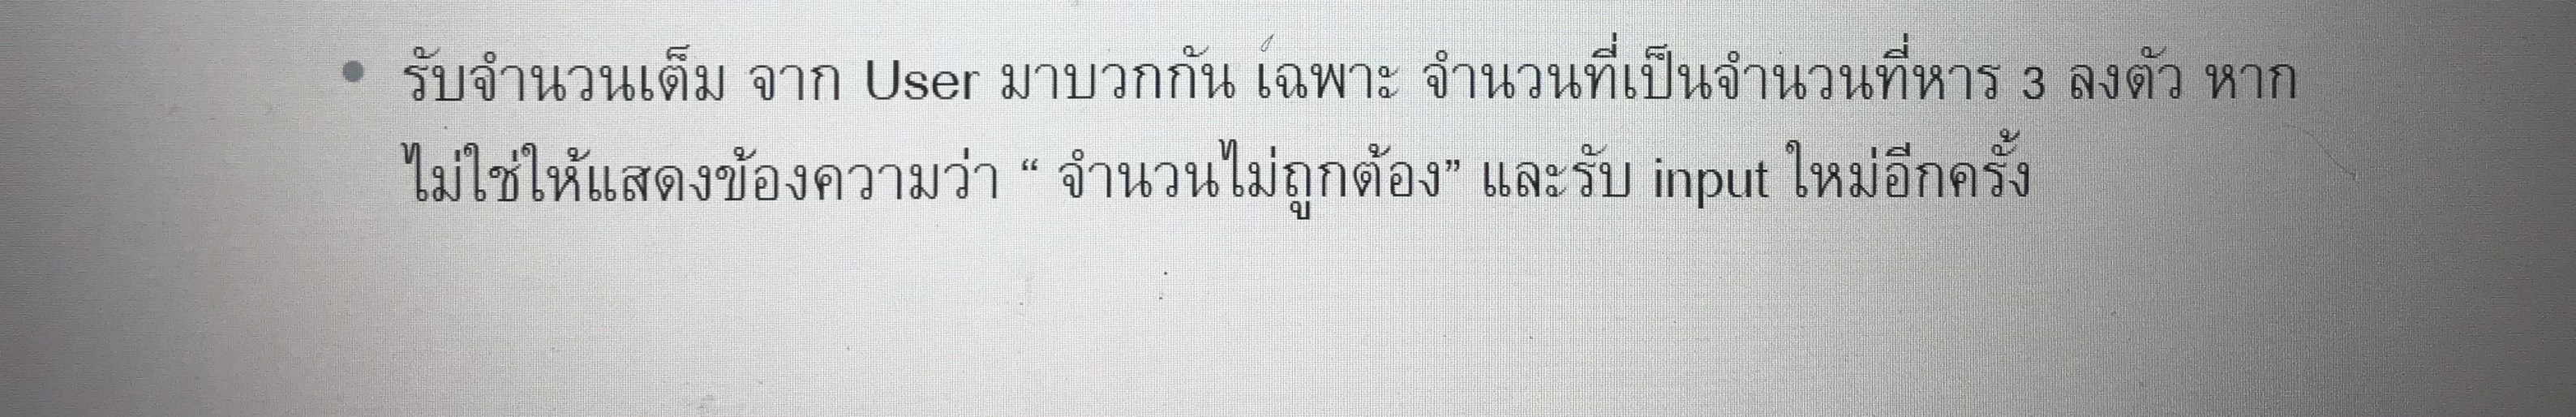 • รับจำนวนเต็ม จาก User มาบวกกัน เฉพาะ จำนวนที่เป็นจำนวนที่หาร 3 ลงตัว หาก
ไม่ใช่ให้แสดงข้องความว่า “ จำนวนไม่ถูกต้อง” และรับ input ใหม่อีกครั้ง